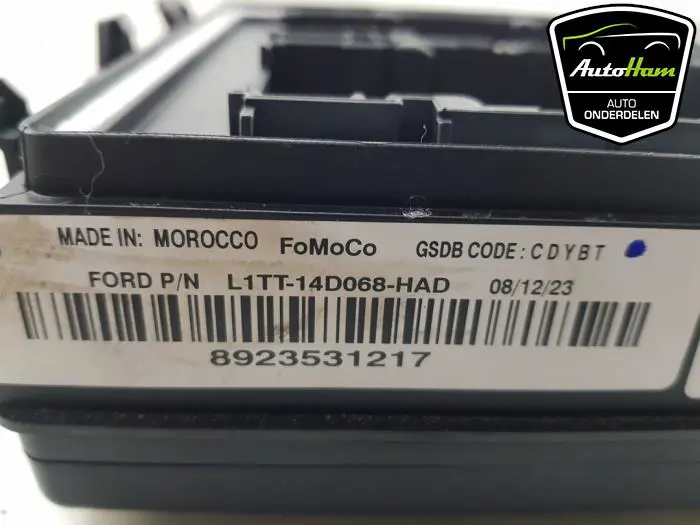 AutoHam
AUTO
ONDERDELEN
MADE IN: MOROCCO FoMoCo GSDB CODE: CDYBT
FORD P/N L1TT-14D068-HAD 08/12/23
8923531217